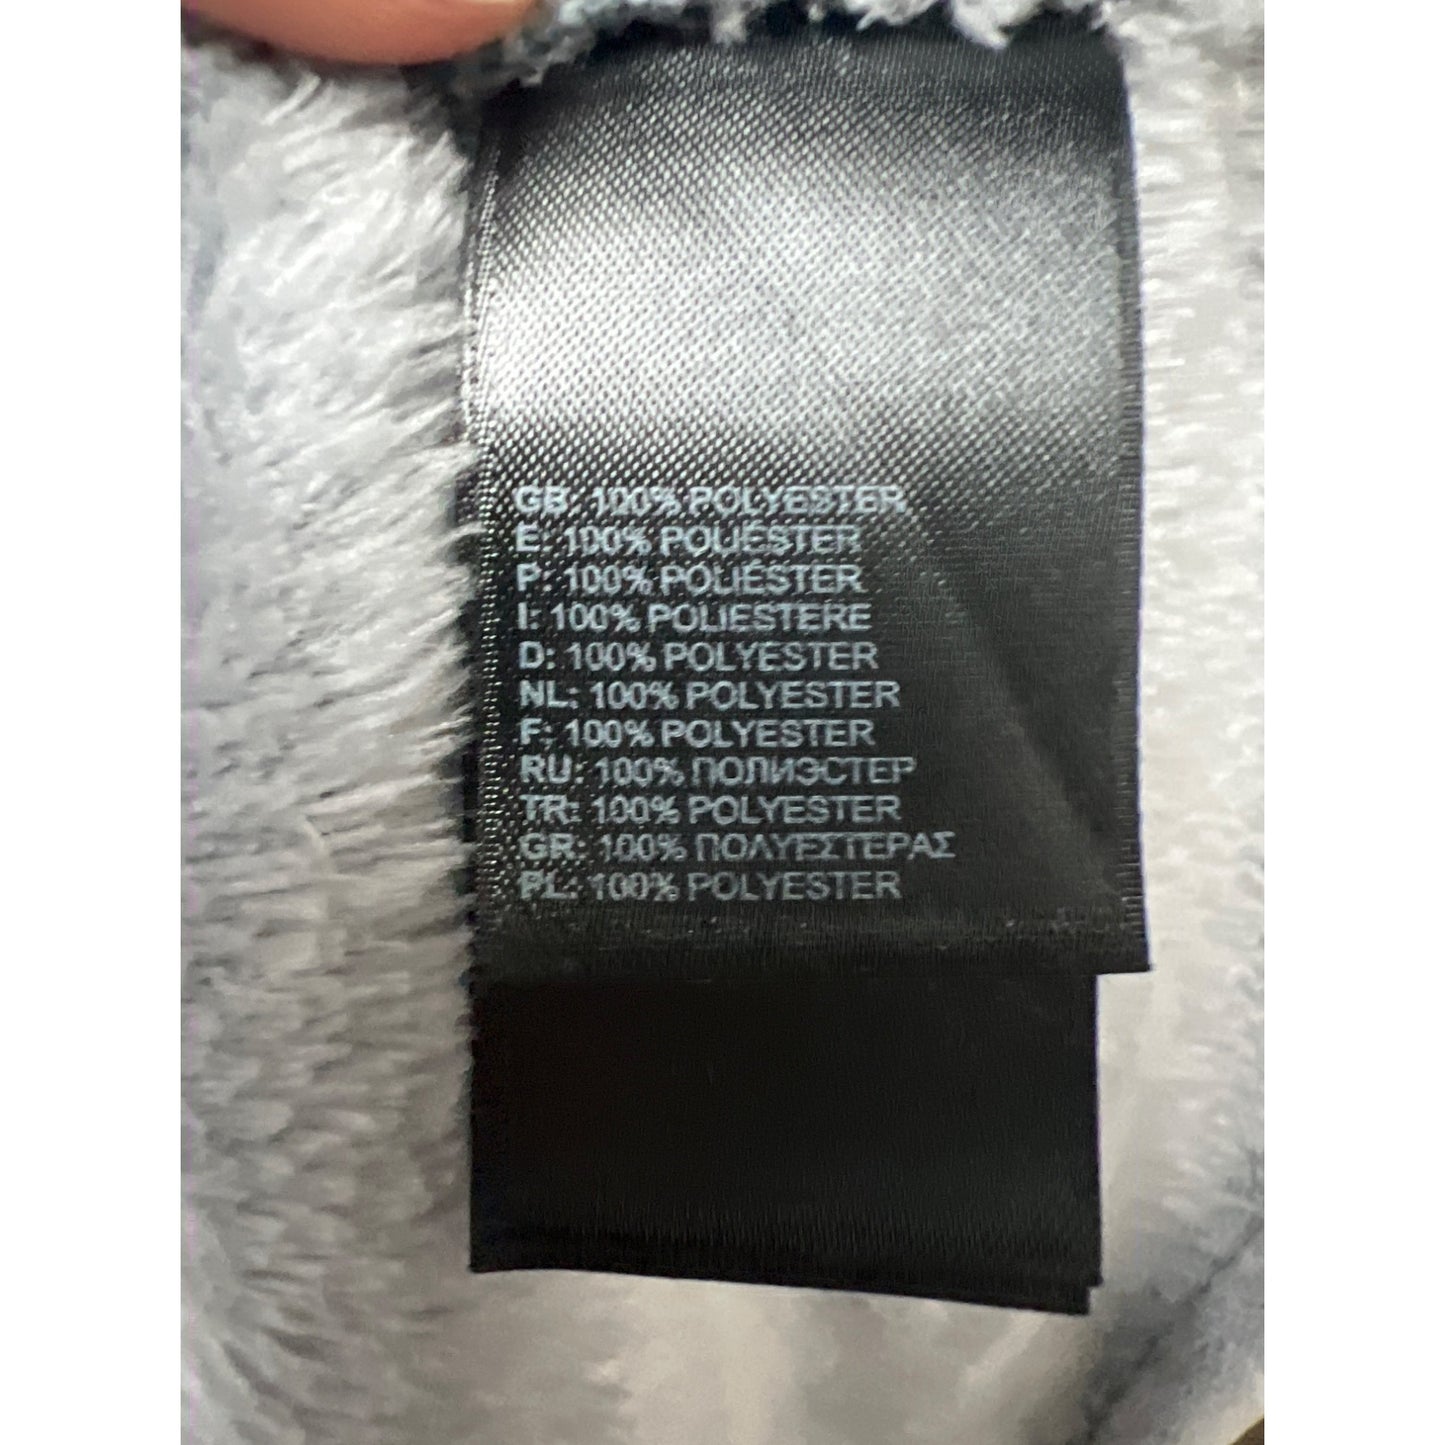 GB: 100% POLYESTER
E: 100% POLIÉSTER
P: 100% POLIÉSTER
I: 100% POLIESTERE
D: 100% POLYESTER
NL: 100% POLYESTER
F: 100% POLYESTER
RU: 100% ПОЛИЭСТЕР
TR: 100% POLYESTER
GR: 100% ΠΟΛΥΕΣΤΕΡΑΣ
PL: 100% POLYESTER